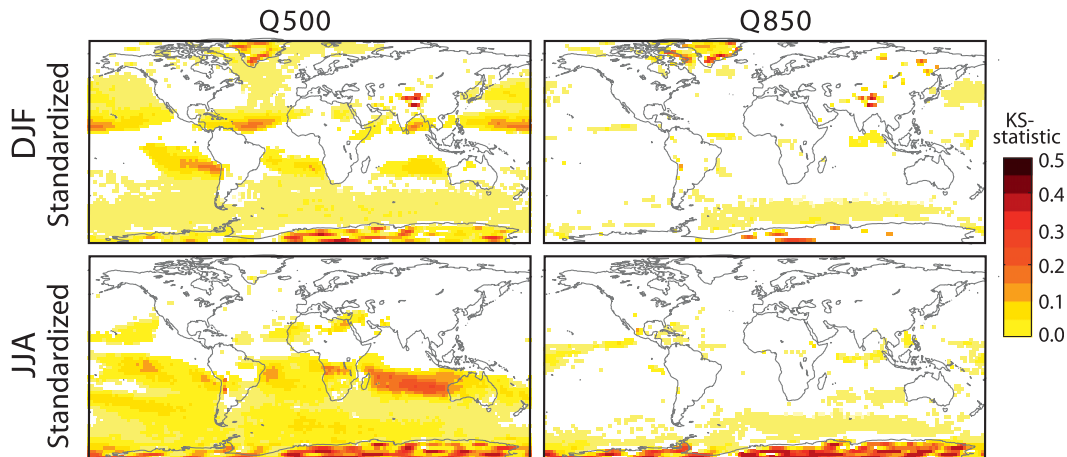 Q500
Q850
DJF
Standardized
KS-
statistic
0.5
0.4
0.3
0.2
0.1
0.0
JJA
Standardized